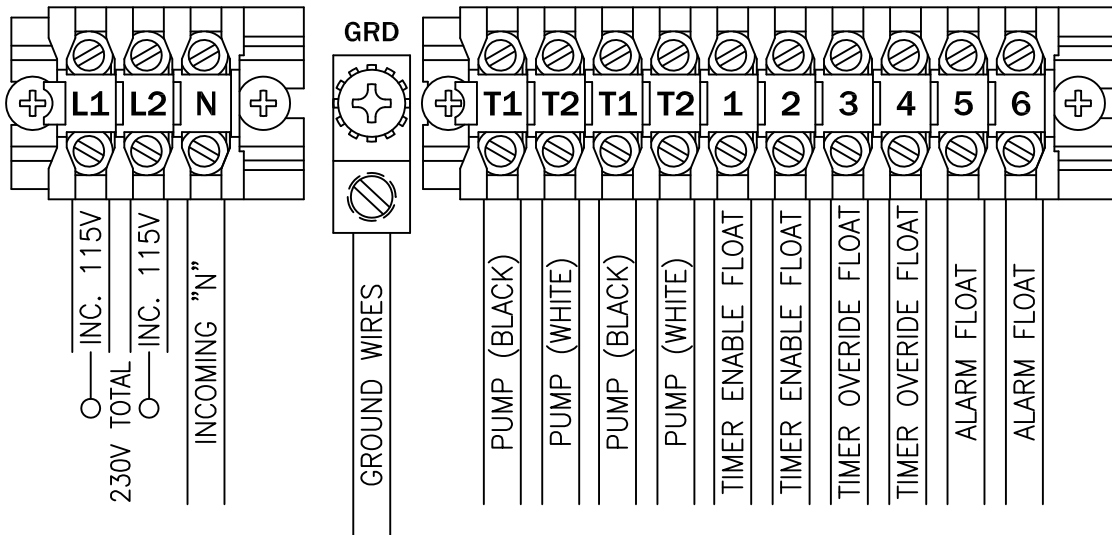 GRD
L1 L2 N
T1 T2 T1 T2 1 2 3 4 5 6
INC. 115V
230V TOTAL
INC. 115V
INCOMING "N"
GROUND WIRES
PUMP (BLACK)
PUMP (WHITE)
PUMP (BLACK)
PUMP (WHITE)
TIMER ENABLE FLOAT
TIMER ENABLE FLOAT
TIMER OVERRIDE FLOAT
TIMER OVERRIDE FLOAT
ALARM FLOAT
ALARM FLOAT